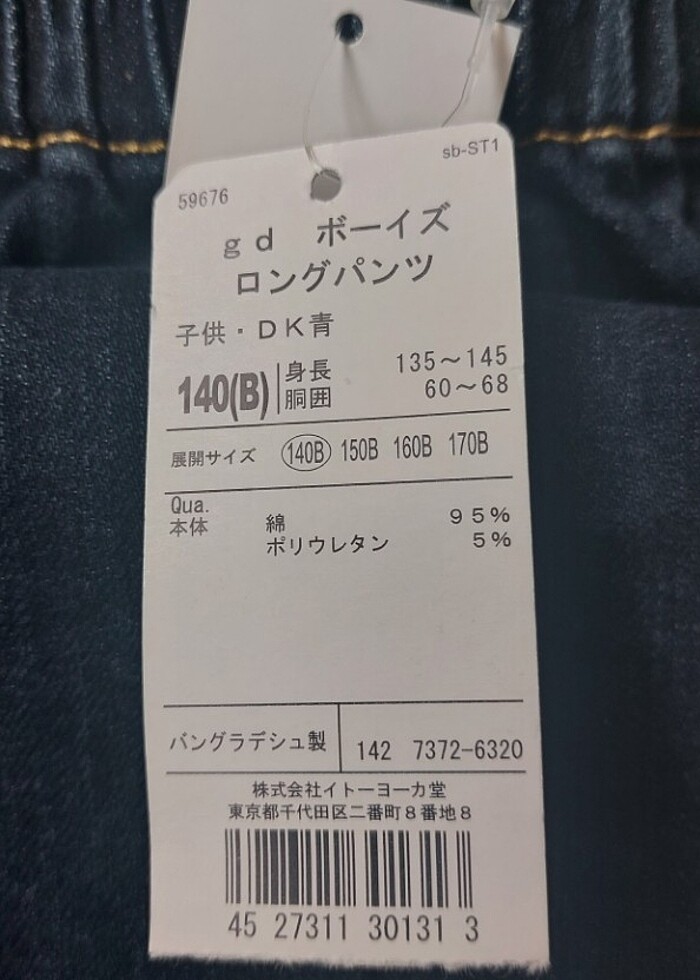 sb-ST1
59676
gd ボーイズ
ロングパンツ
子供・DK青
140(B) 身長 135〜145
胴囲 60〜68
展開サイズ 140B 150B 160B 170B
Qua.
本体 綿 95%
ポリウレタン 5%
バングラデシュ製 142 7372-6320
株式会社イトーヨーカ堂
東京都千代田区二番町8番地8
45 27311 30131 3